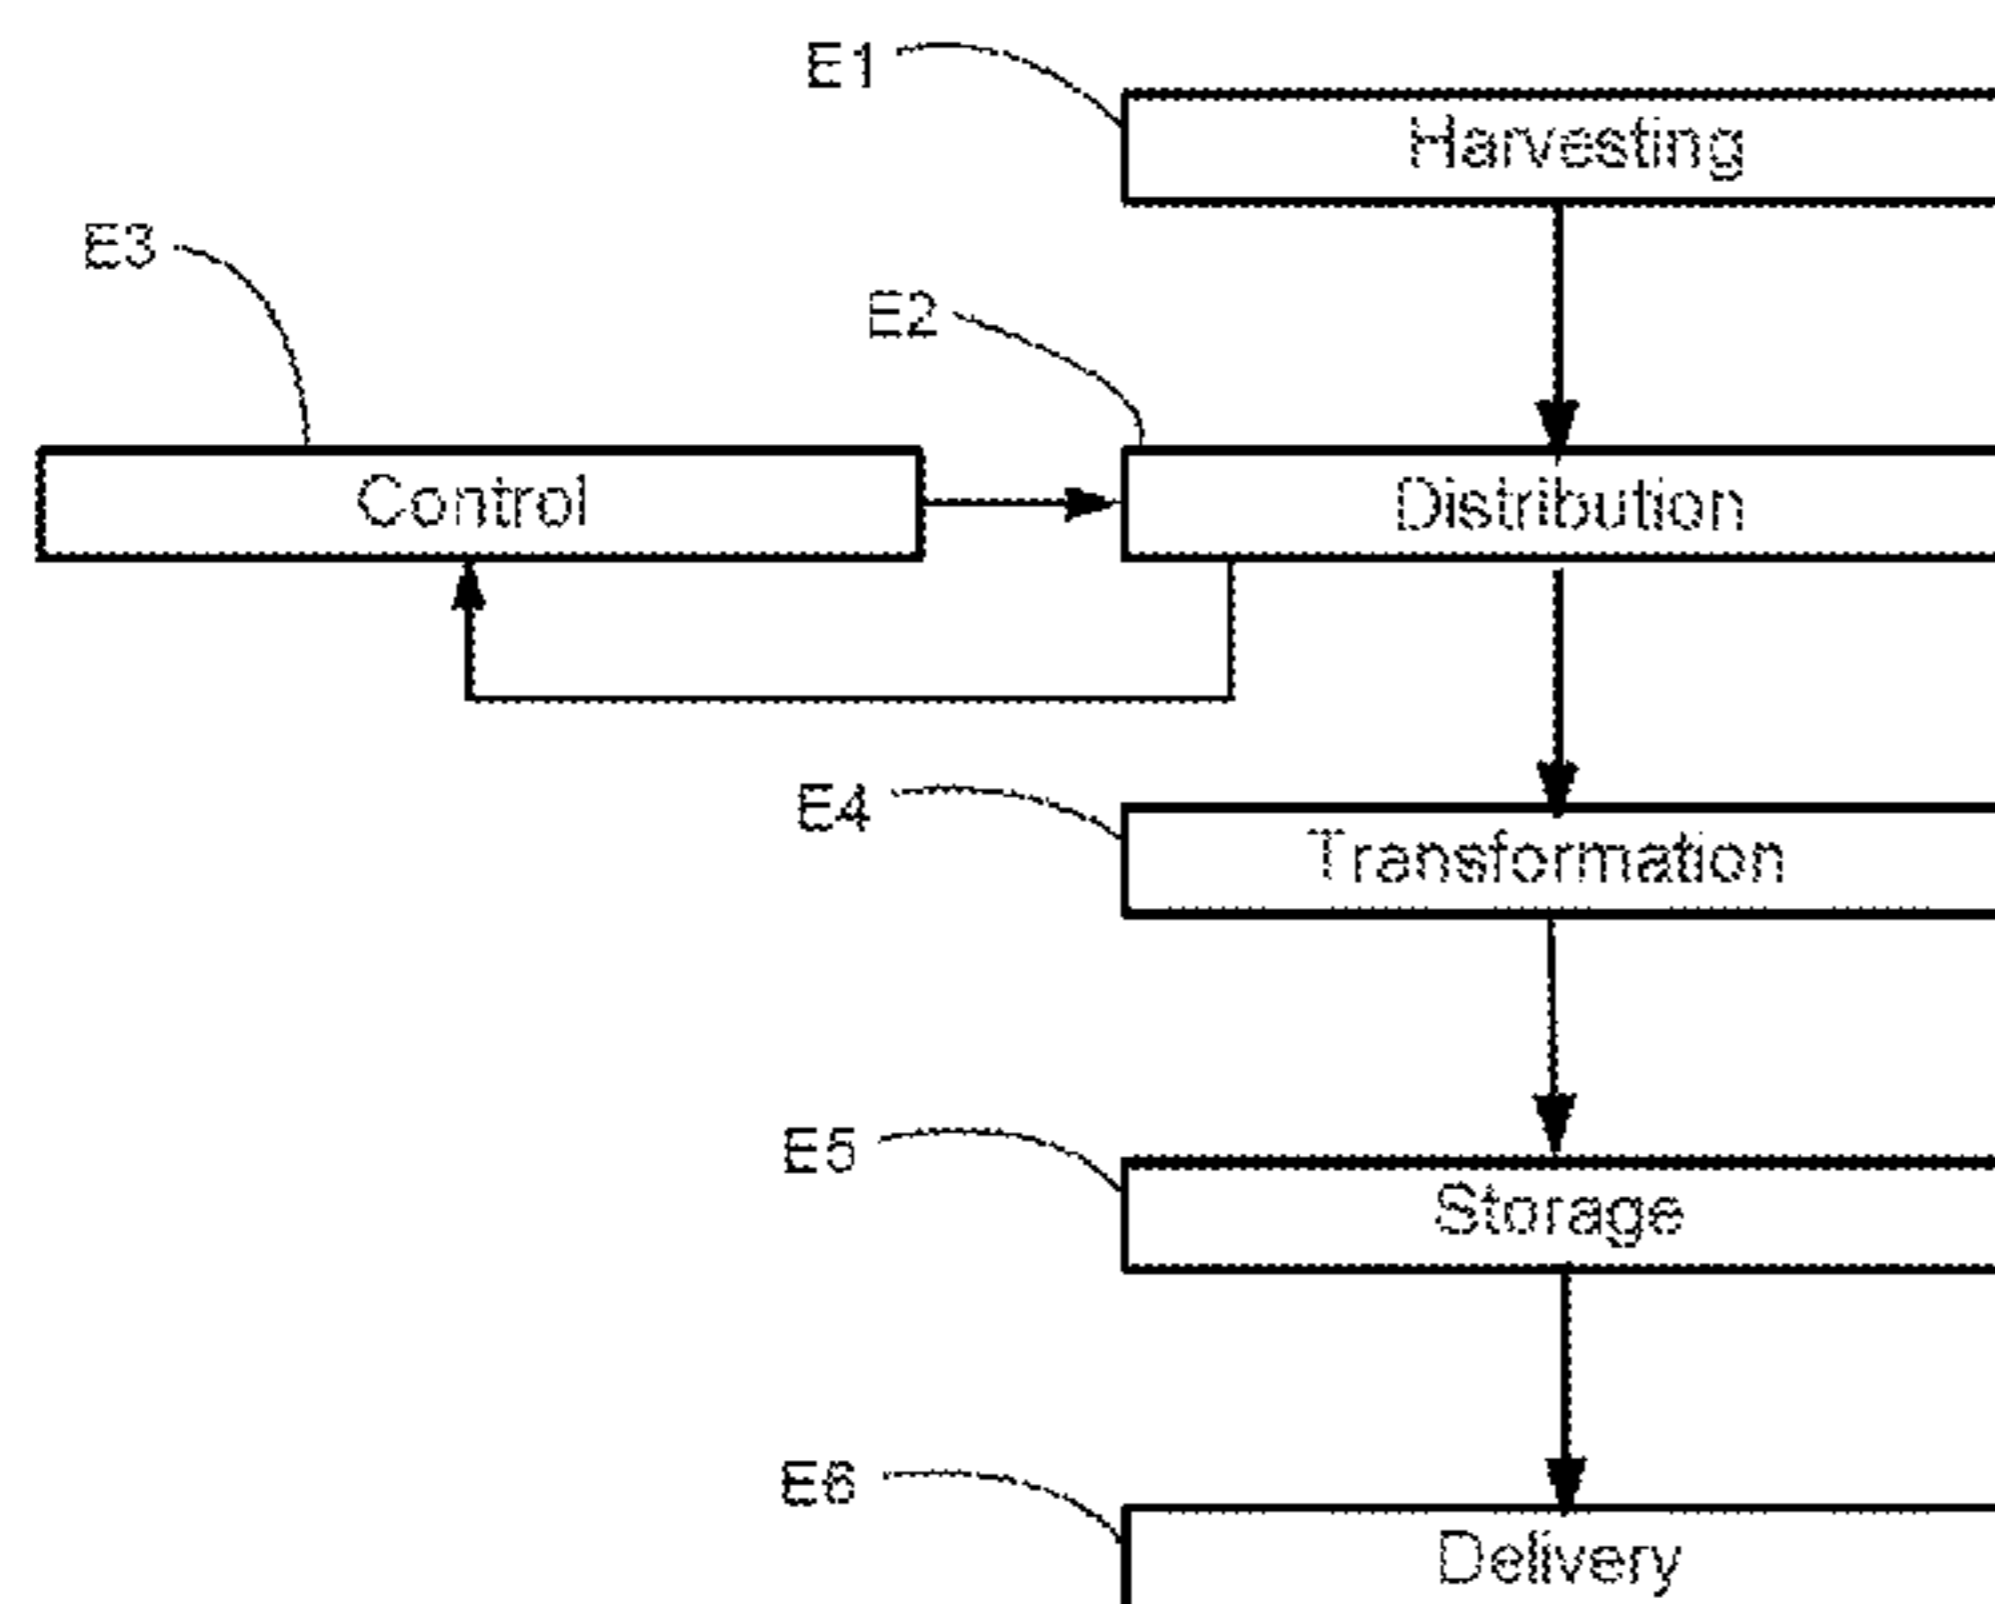 E1
Harvesting
E3
E2
Control
Distribution
E4
Transformation
E5
Storage
E6
Delivery